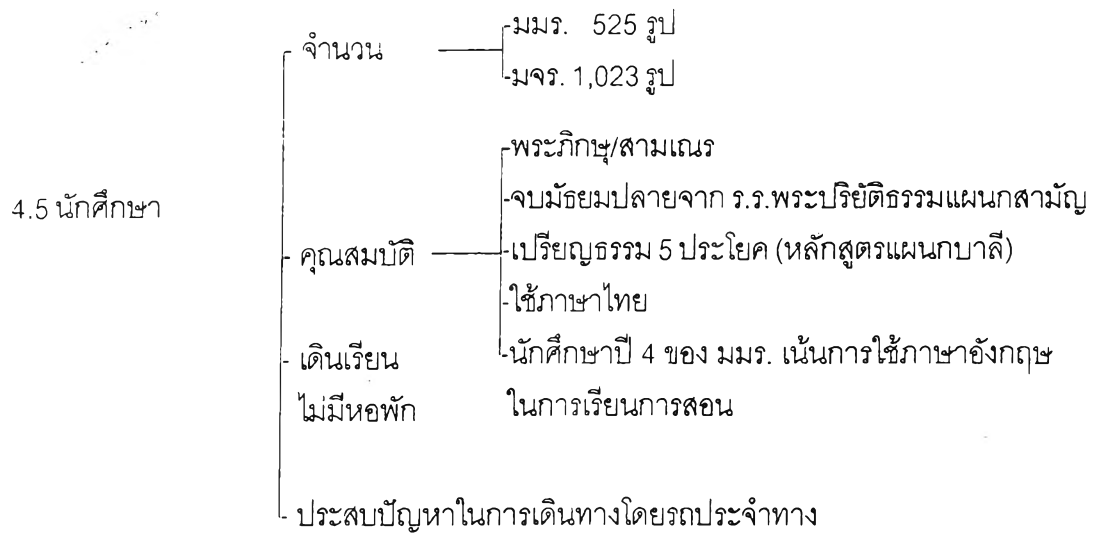 -มมร. 525 รูป
- จำนวน
-มจร. 1,023 รูป
-พระภิกษุ/สามเณร
-จบมัธยมปลายจาก ร.ร.พระปริยัติธรรมแผนกสามัญ
4.5 นักศึกษา
- คุณสมบัติ
-เปรียญธรรม 5 ประโยค (หลักสูตรแผนกบาลี)
-ใช้ภาษาไทย
- เดินเรียน
-นักศึกษาปี 4 ของ มมร. เน้นการใช้ภาษาอังกฤษ
ไม่มีหอพัก
ในการเรียนการสอน
- ประสบปัญหาในการเดินทางโดยรถประจำทาง